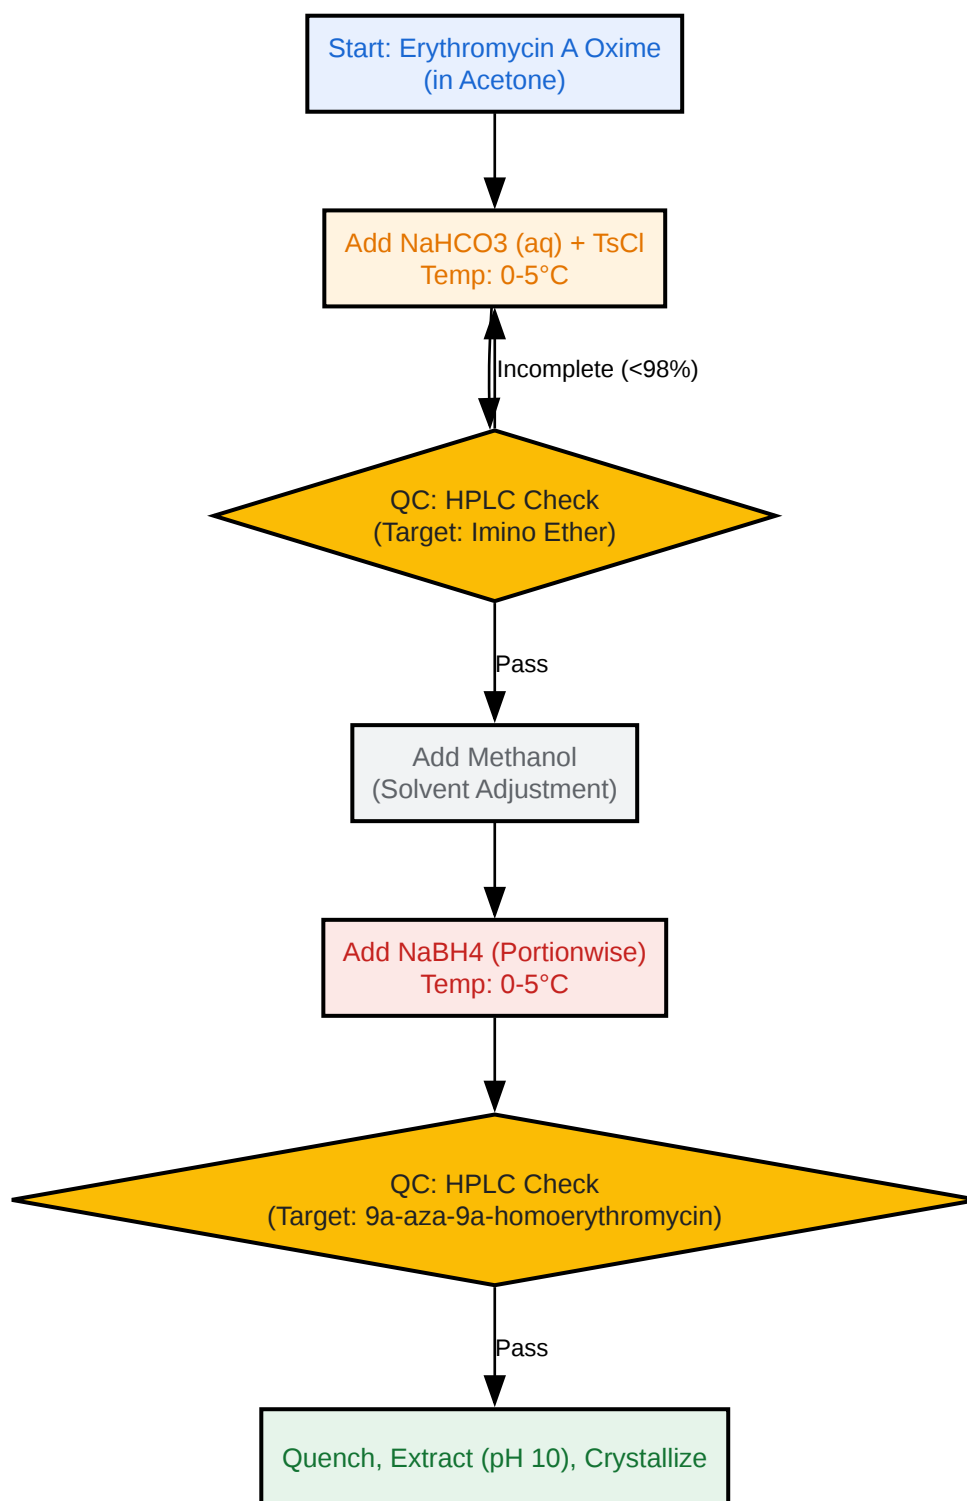 Start: Erythromycin A Oxime
(in Acetone)
Add NaHCO3 (aq) + TsCl
Temp: 0-5°C
Incomplete (<98%)
QC: HPLC Check
(Target: Imino Ether)
Pass
Add Methanol
(Solvent Adjustment)
Add NaBH4 (Portionwise)
Temp: 0-5°C
QC: HPLC Check
(Target: 9a-aza-9a-homoerythromycin)
Pass
Quench, Extract (pH 10), Crystallize